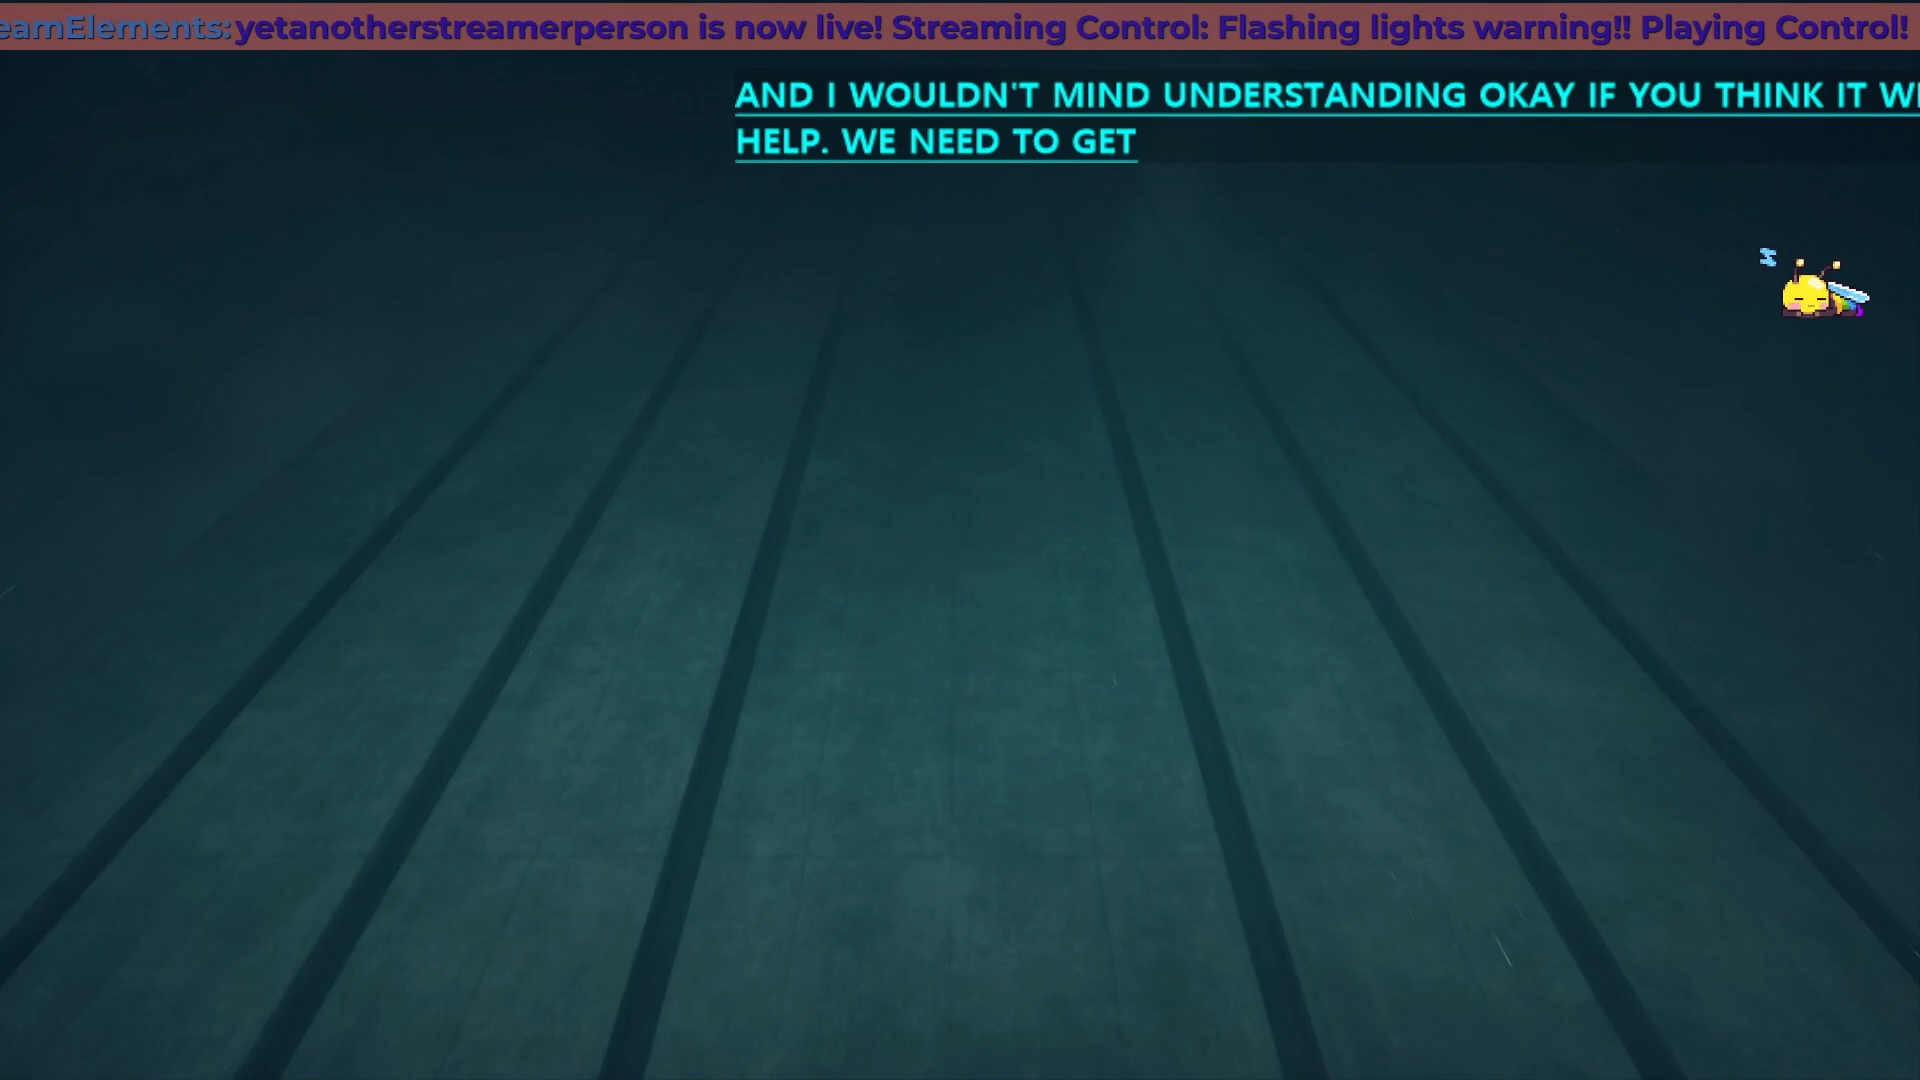 eamElements: yetanotherstreamerperson is now live! Streaming Control: Flashing lights warning!! Playing Control!
AND I WOULDN'T MIND UNDERSTANDING OKAY IF YOU THINK IT
HELP. WE NEED TO GET